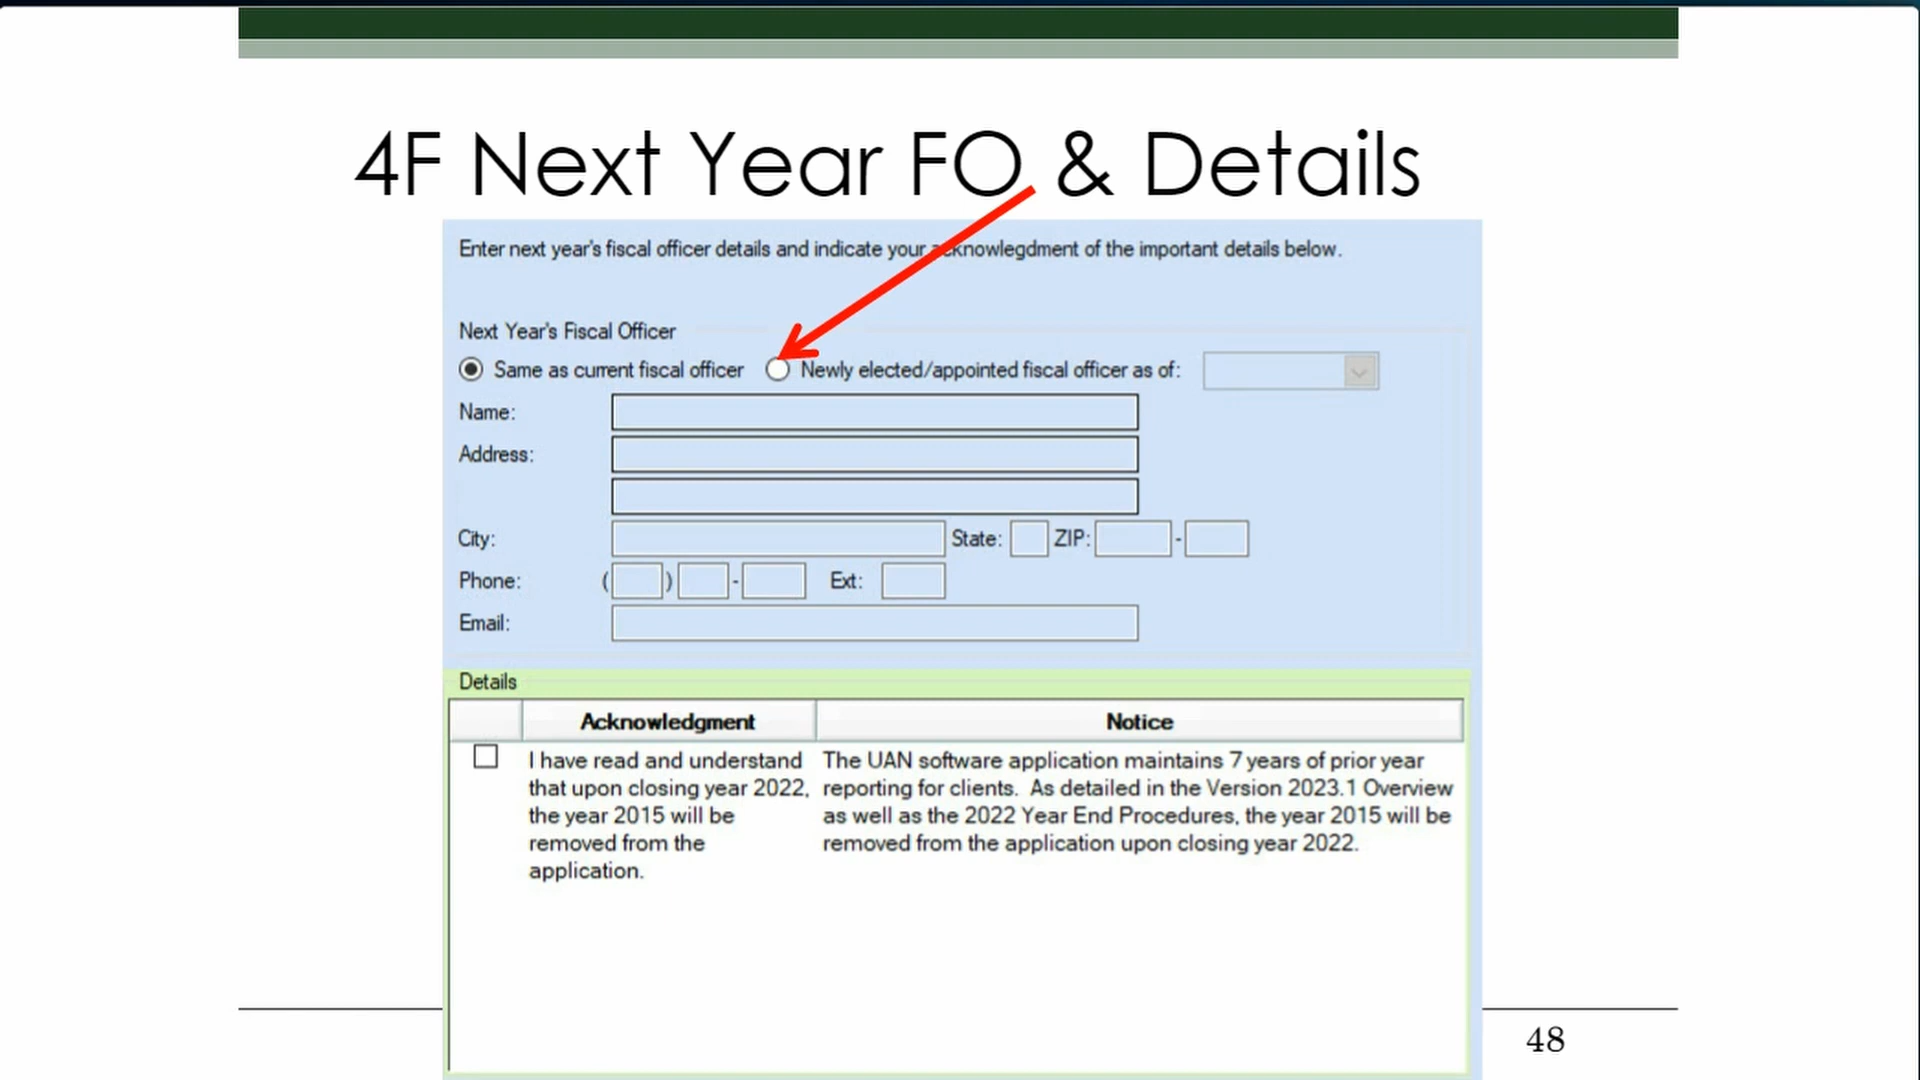 4F Next Year FO & Details
Enter next year's fiscal officer details and indicate your acknowlegdment of the important details below.
Next Year's Fiscal Officer
Same as current fiscal officer Newly elected/appointed fiscal officer as of:
Name:
Address:
City: State: ZIP: -
Phone: ( ) - Ext:
Email:
Details
Acknowledgment Notice
I have read and understand
that upon closing year 2022,
the year 2015 will be
removed from the
application.
The UAN software application maintains 7 years of prior year
reporting for clients. As detailed in the Version 2023.1 Overview
as well as the 2022 Year End Procedures, the year 2015 will be
removed from the application upon closing year 2022.
48